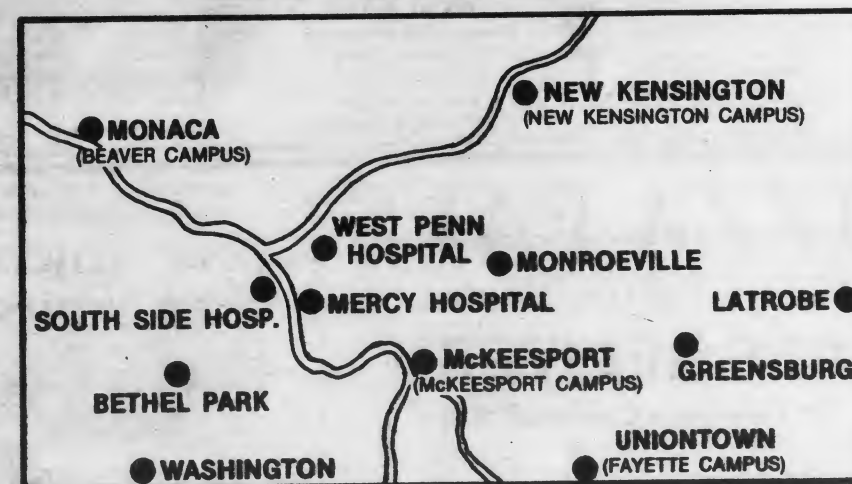 NEW KENSINGTON
(NEW KENSINGTON CAMPUS)
MONACA
(BEAVER CAMPUS)
WEST PENN
HOSPITAL
MONROEVILLE
SOUTH SIDE HOSP.
MERCY HOSPITAL
LATROBE
McKEESPORT
(McKEESPORT CAMPUS)
GREENSBURG
BETHEL PARK
UNIONTOWN
(FAYETTE CAMPUS)
WASHINGTON